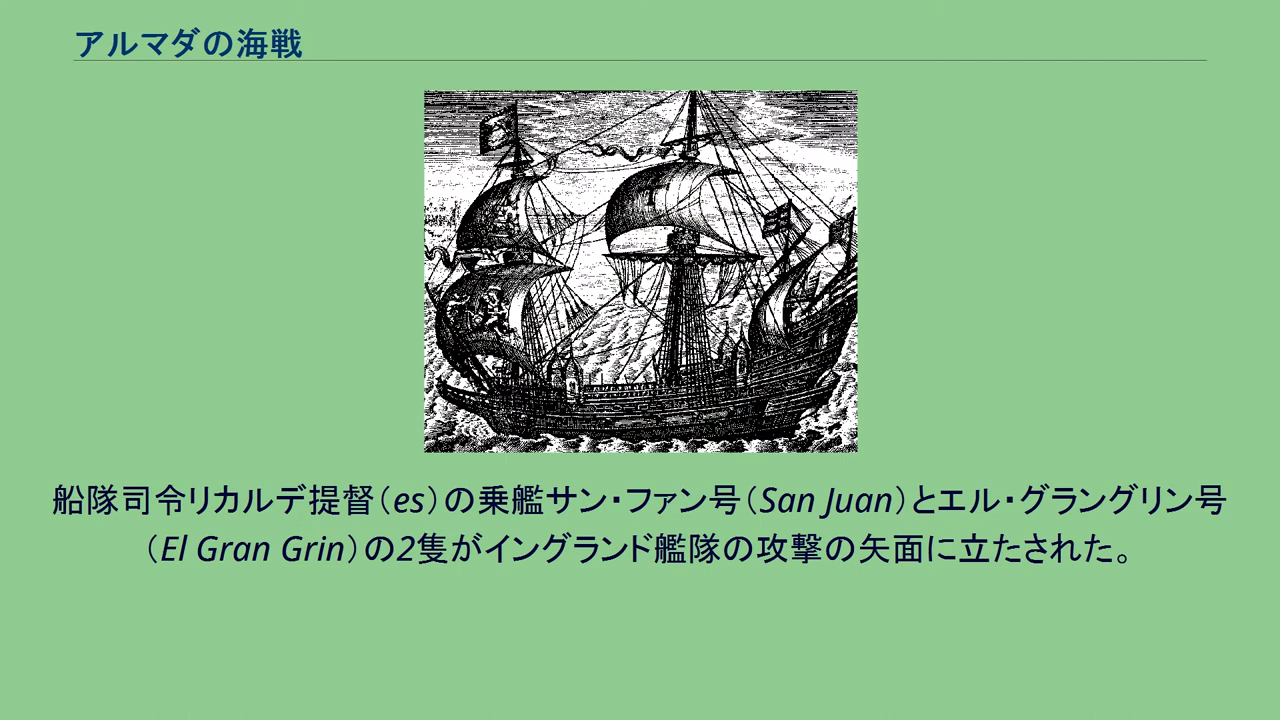 アルマダの海戦
船隊司令リカルデ提督（es）の乗艦サン・ファン号（San Juan）とエル・グラングリン号
（El Gran Grin）の2隻がイングランド艦隊の攻撃の矢面に立たされた。